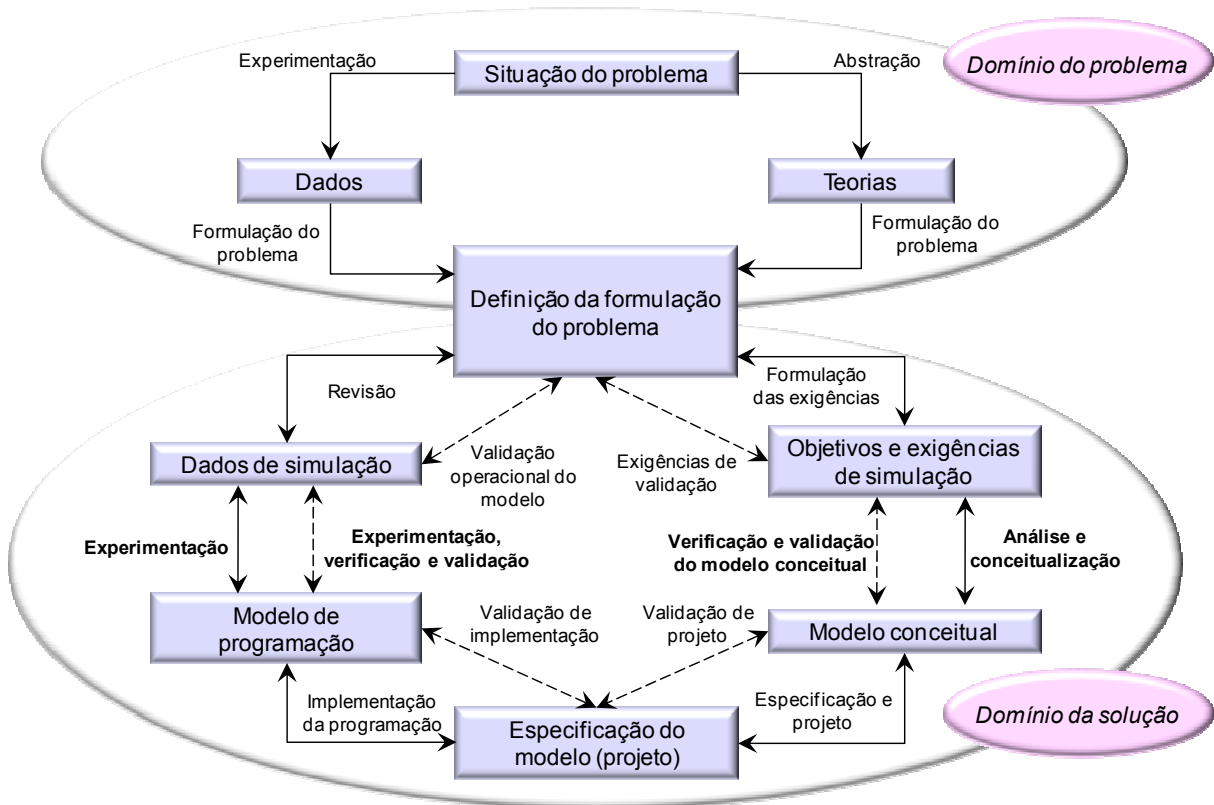 Experimentação
Situação do problema
Abstração
Domínio do problema
Dados
Teorias
Formulação do
problema
Formulação do
problema
Definição da formulação
do problema
Revisão
Formulação
das exigências
Dados de simulação
Validação
operacional do
modelo
Exigências de
validação
Objetivos e exigências
de simulação
Experimentação
Experimentação,
verificação e validação
Verificação e validação
do modelo conceitual
Análise e
conceitualização
Modelo de
programação
Validação de
implementação
Validação de
projeto
Modelo conceitual
Implementação
da programação
Especificação do
modelo (projeto)
Especificação e
projeto
Domínio da solução